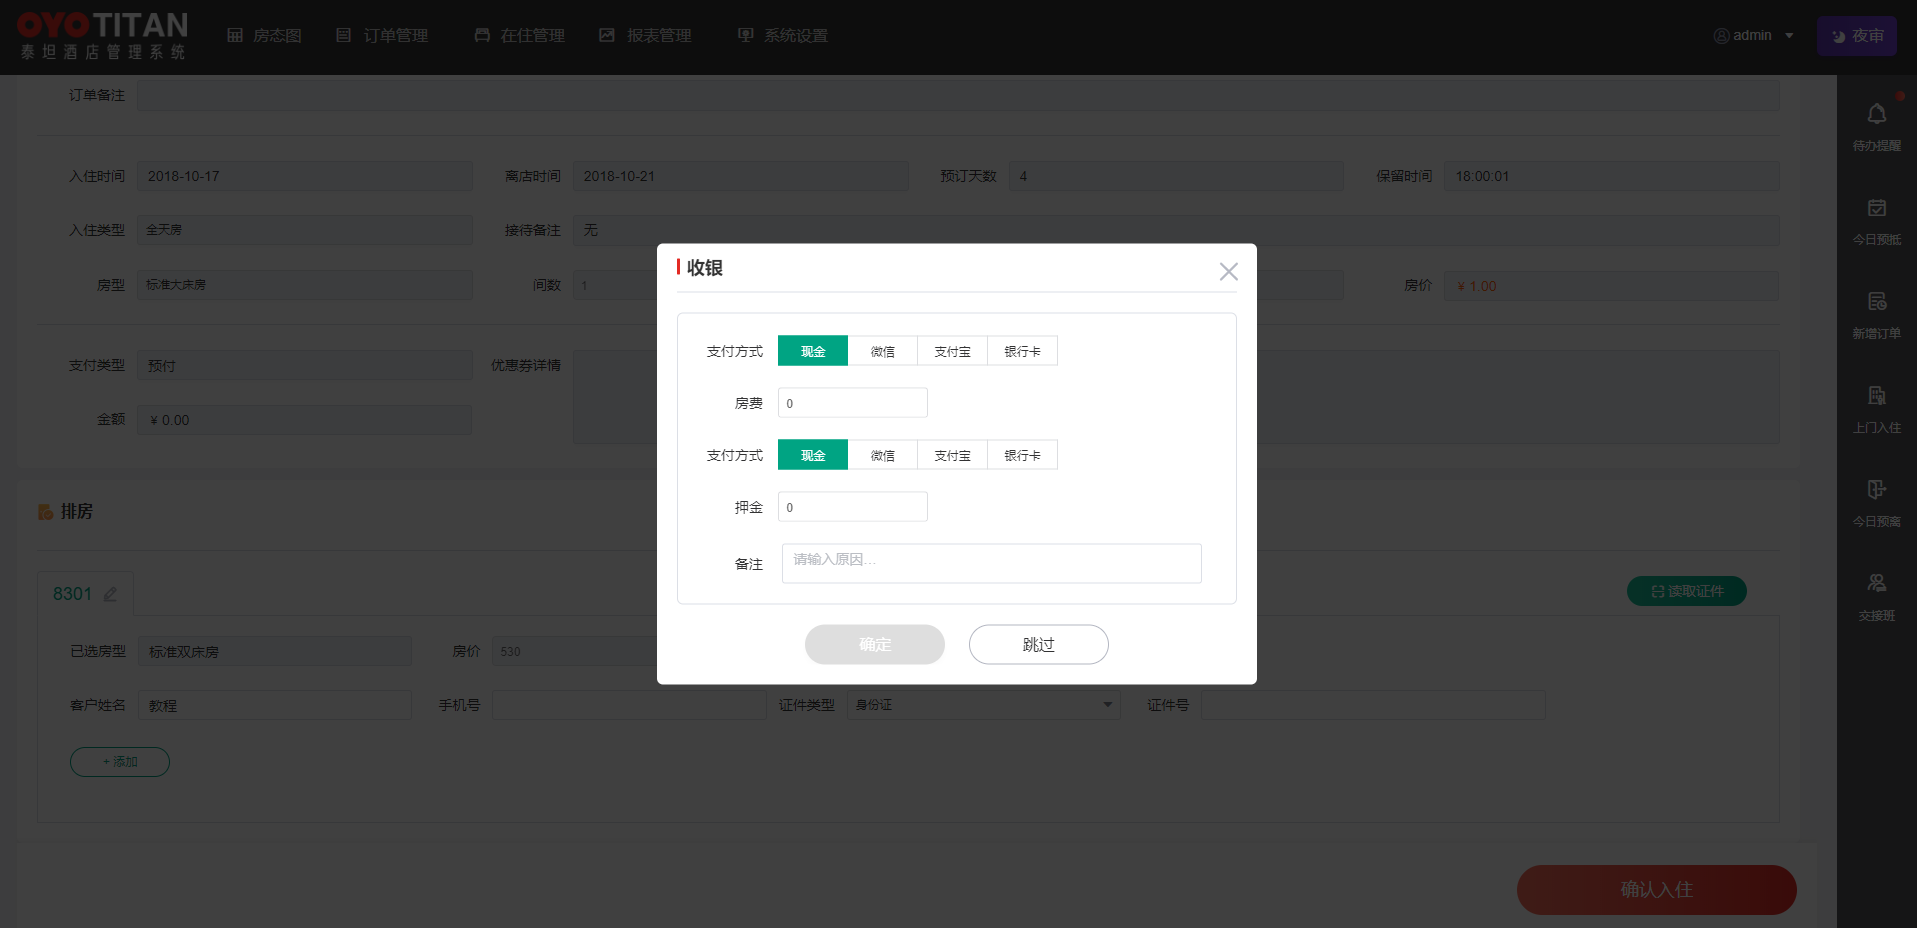 OYO TITAN
泰坦酒店管理系统
房态图 订单管理 在住管理 报表管理 系统设置 admin 夜审
订单备注
入住时间 2018-10-17 离店时间 2018-10-21 预订天数 4 保留时间 18:00:01
入住类型 全天房 接待备注 无
房型 标准大床房 间数 1 房价 ¥ 1.00
支付类型 预付 优惠券详情
金额 ¥ 0.00
排房
8301 读取证件
已选房型 标准双床房 房价 530
客户姓名 教程 手机号 证件类型 身份证 证件号
+ 添加
确认入住
收银
支付方式 现金 微信 支付宝 银行卡
房费 0
支付方式 现金 微信 支付宝 银行卡
押金 0
备注 请输入原因...
确定 跳过
待办提醒
今日预抵
新增订单
上门入住
今日预离
交接班